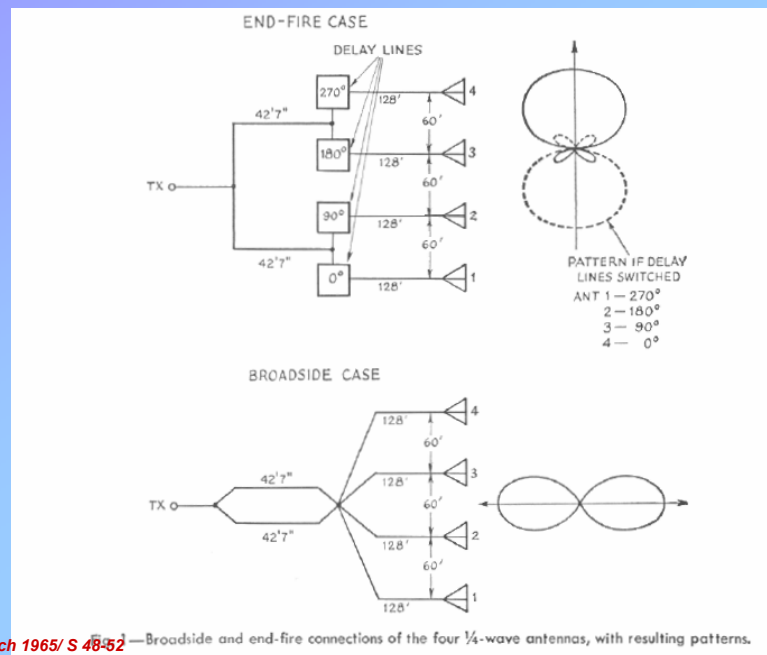 END-FIRE CASE
DELAY LINES
270°
128'
4
42'7"
60'
180°
128'
3
TX
60'
90°
128'
2
60'
42'7"
0°
128'
1
PATTERN IF DELAY
LINES SWITCHED
ANT 1 — 270°
2 — 180°
3 — 90°
4 — 0°
BROADSIDE CASE
128'
4
60'
42'7"
128'
3
TX
60'
42'7"
128'
2
60'
128'
1
ch 1965/ S 48-52
—Broadside and end-fire connections of the four ¼-wave antennas, with resulting patterns.